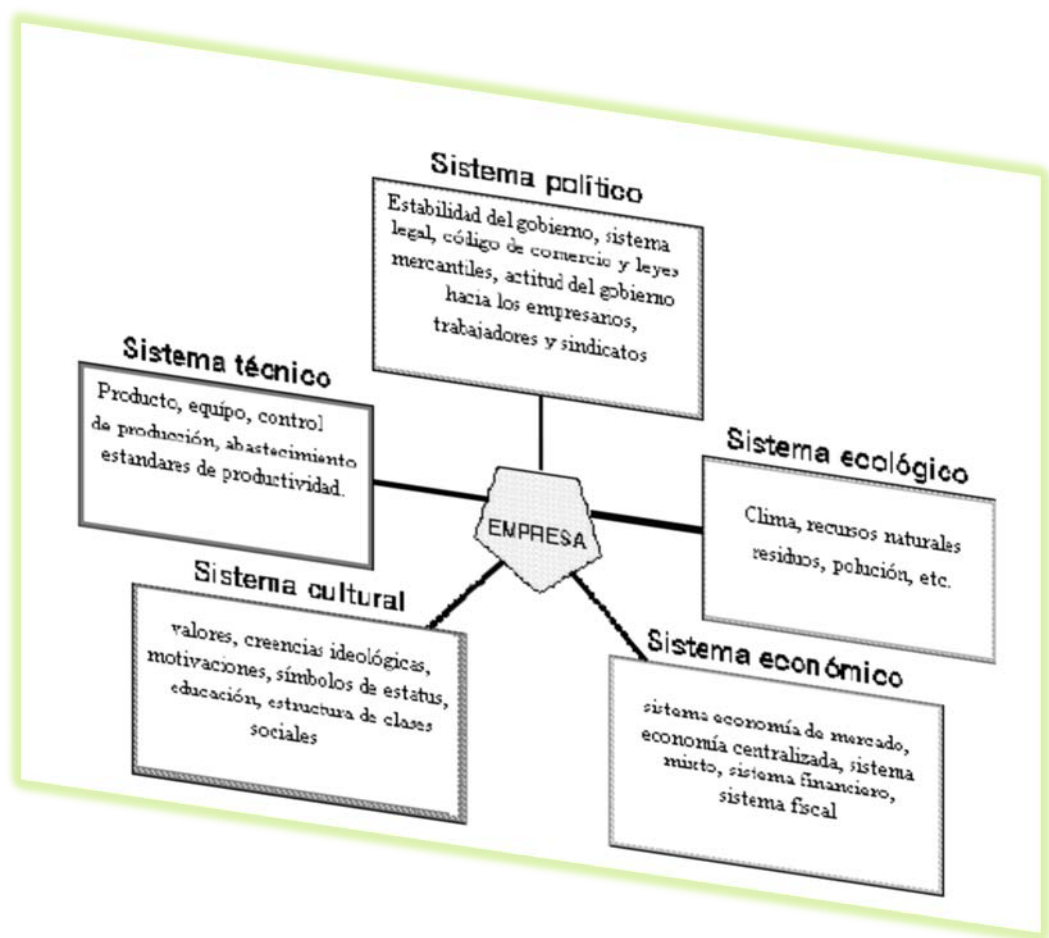 Sistema político
Estabilidad del gobierno, sistema
legal, código de comercio y leyes
mercantiles, actitud del gobierno
hacia los empresarios,
trabajadores y sindicatos
Sistema técnico
Producto, equipo, control
de producción, abastecimiento
estandares de productividad.
Sistema ecológico
Clima, recursos naturales
residuos, polución, etc.
EMPRESA
Sistema cultural
valores, creencias ideológicas,
motivaciones, símbolos de estatus,
educación, estructura de clases
sociales
Sistema económico
sistema economía de mercado,
economía centralizada, sistema
mixto, sistema financiero,
sistema fiscal